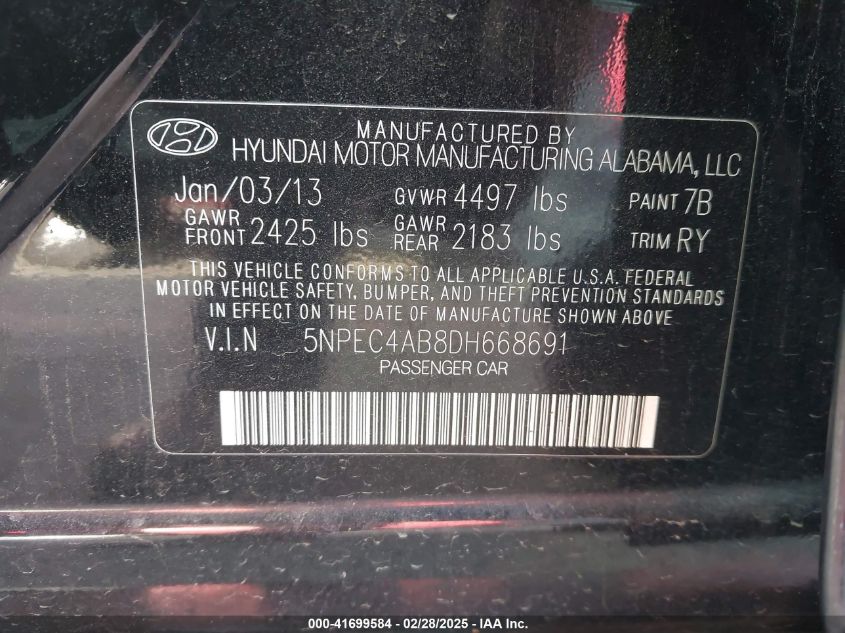 MANUFACTURED BY
HYUNDAI MOTOR MANUFACTURING ALABAMA, LLC
Jan/03/13 GVWR 4497 lbs PAINT 7B
GAWR FRONT 2425 lbs GAWR REAR 2183 lbs TRIM RY
THIS VEHICLE CONFORMS TO ALL APPLICABLE U.S.A. FEDERAL
MOTOR VEHICLE SAFETY, BUMPER, AND THEFT PREVENTION STANDARDS
IN EFFECT ON THE DATE OF MANUFACTURE SHOWN ABOVE
V.I.N 5NPEC4AB8DH668691
PASSENGER CAR
000-41699584 - 02/28/2025 - IAA, Inc.